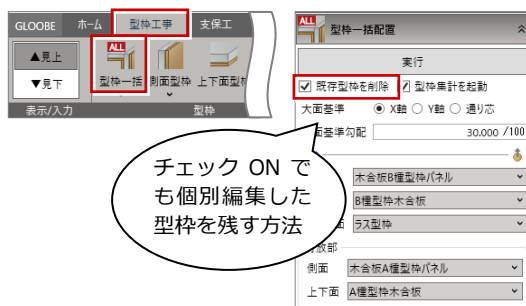 GLOOBE ホーム 型枠工事 支保工
▲見上
▼見下
表示/入力
ALL
型枠一括
側面型枠
上下面型
型枠
ALL 型枠一括配置
実行
既存型枠を削除 型枠集計を起動
大面基準 X軸 Y軸 通り芯
面基準勾配 30.000 /100
木合板B種型枠パネル
B種型枠木合板
面 ラス型枠
放部
側面 木合板A種型枠パネル
上下面 A種型枠木合板
チェック ON で
も個別編集した
型枠を残す方法